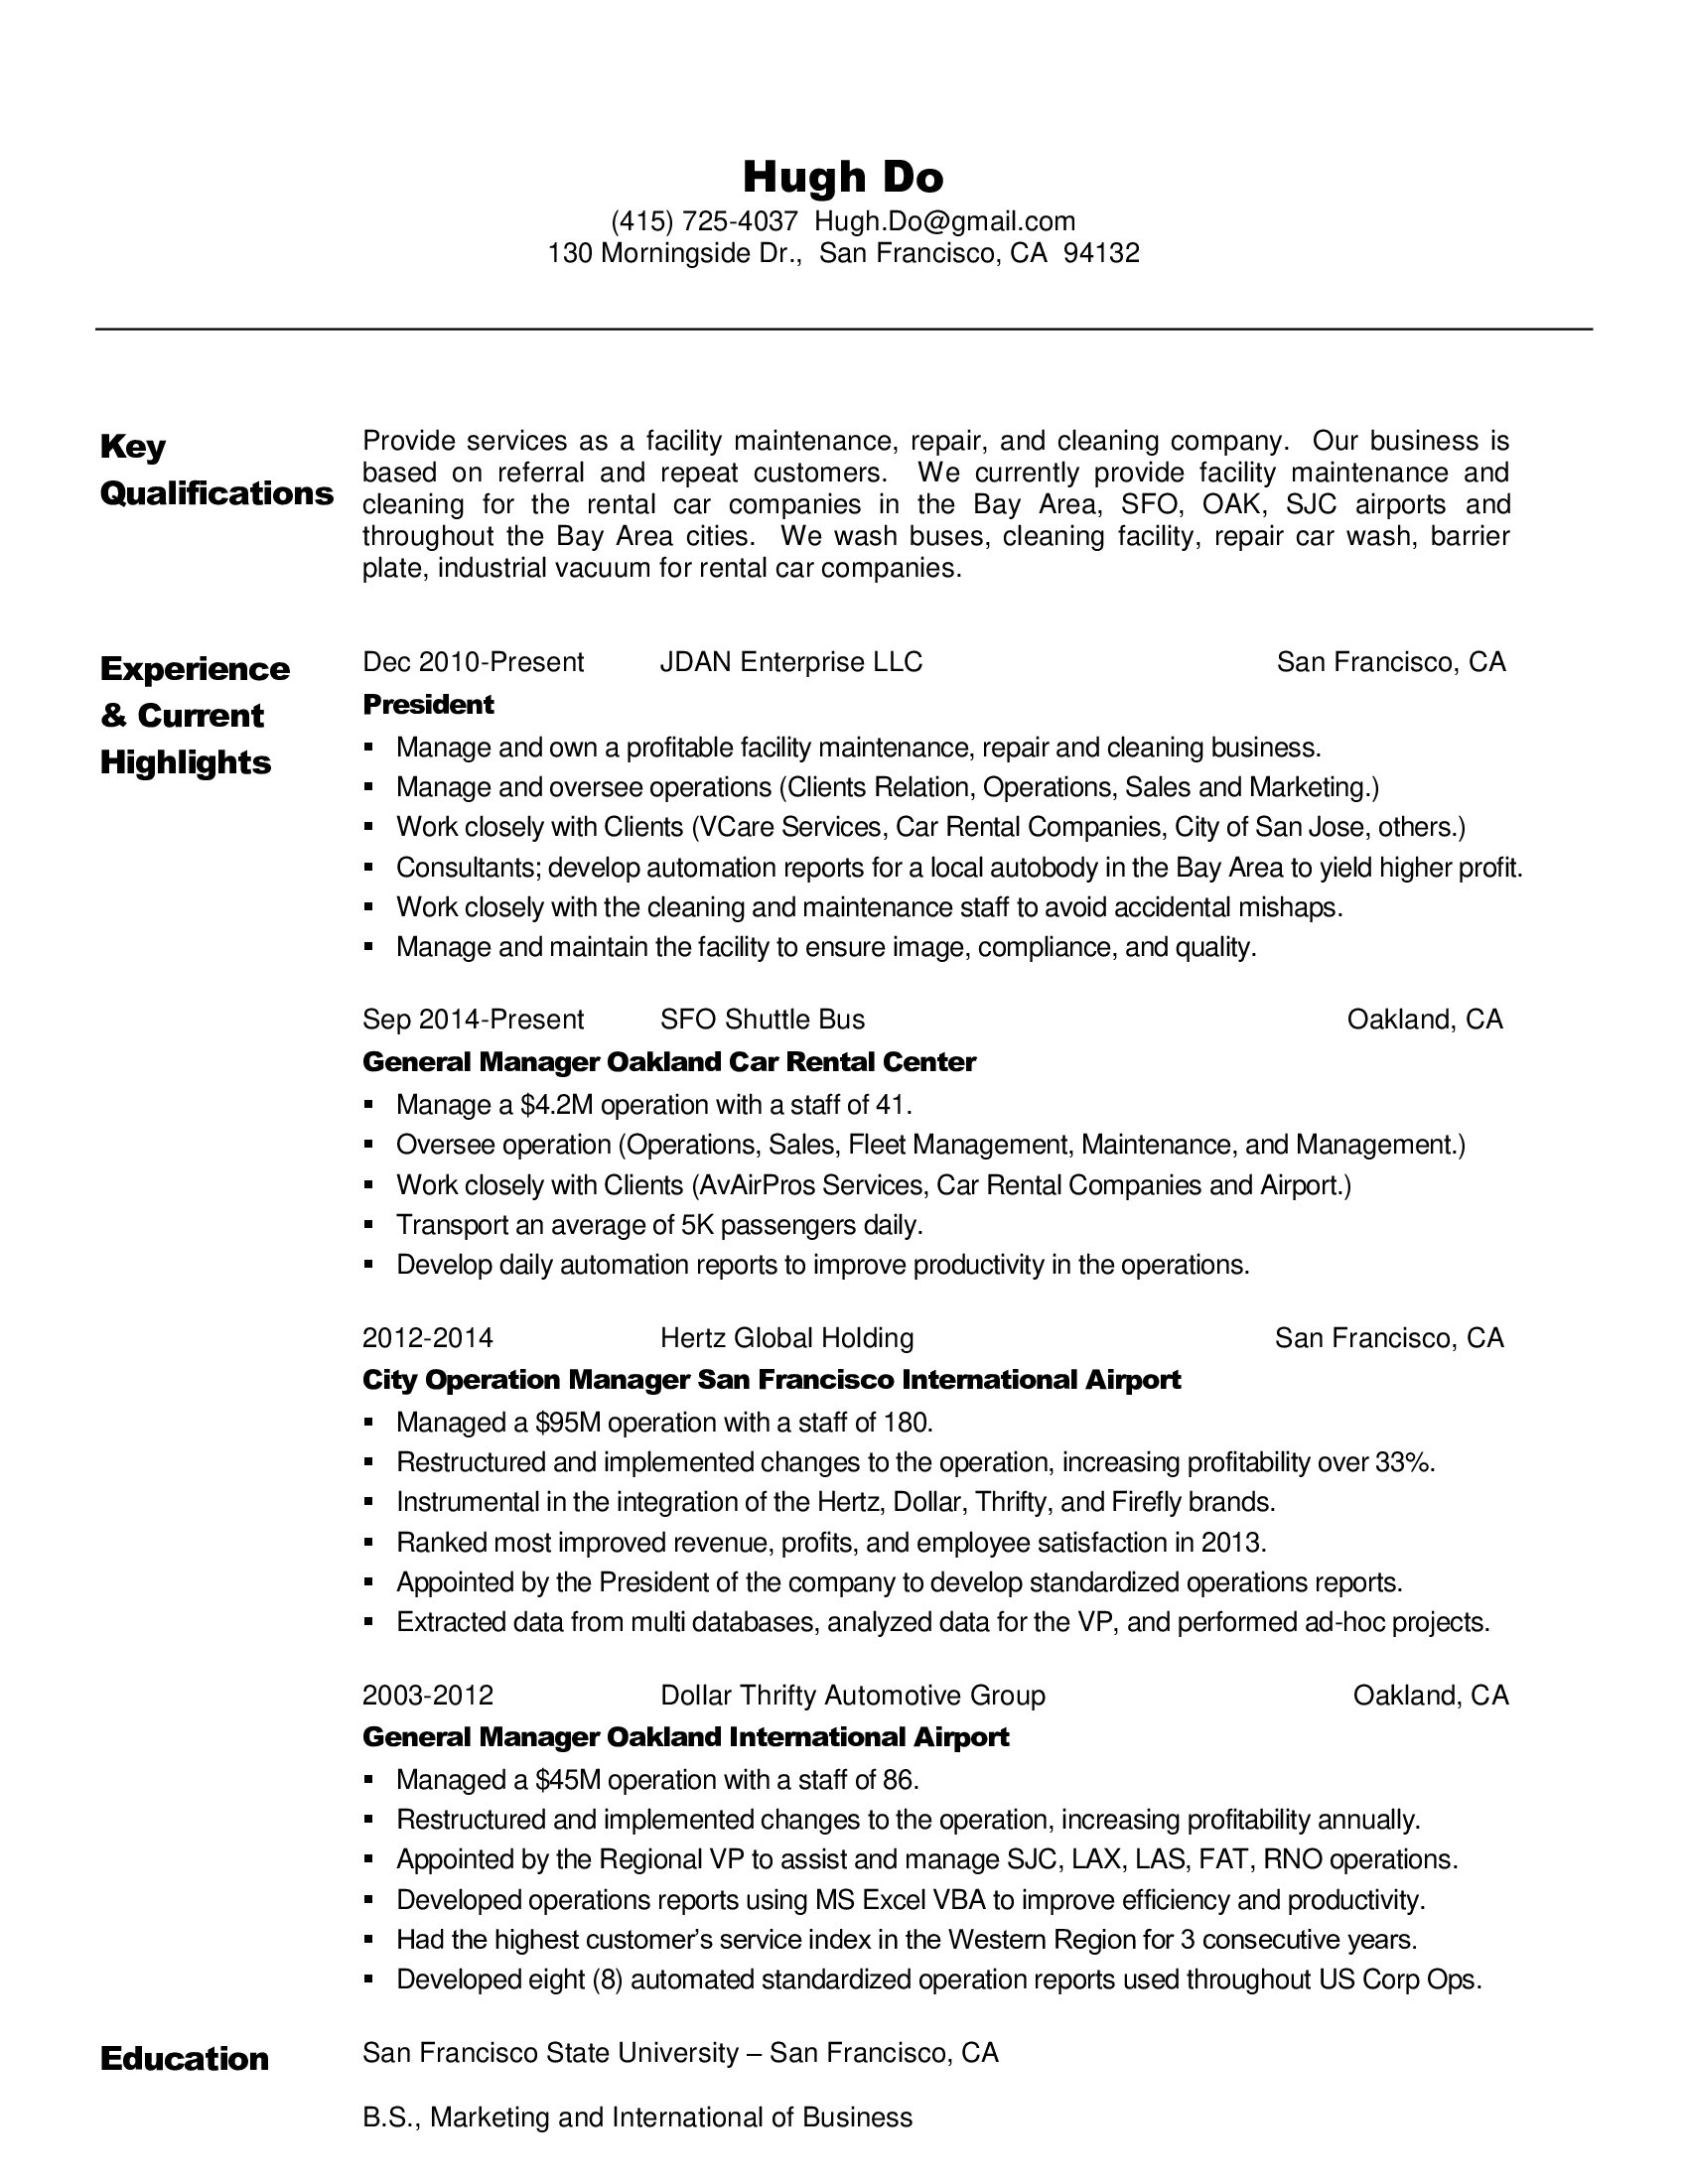 Hugh Do
(415) 725-4037  Hugh.Do@gmail.com
130 Morningside Dr.,  San Francisco, CA  94132
Key
Qualifications
Provide services as a facility maintenance, repair, and cleaning company.  Our business is
based on referral and repeat customers.  We currently provide facility maintenance and
cleaning for the rental car companies in the Bay Area, SFO, OAK, SJC airports and
throughout the Bay Area cities.  We wash buses, cleaning facility, repair car wash, barrier
plate, industrial vacuum for rental car companies.
Experience
& Current
Highlights
Dec 2010-Present JDAN Enterprise LLC San Francisco, CA
President
▪ Manage and own a profitable facility maintenance, repair and cleaning business.
▪ Manage and oversee operations (Clients Relation, Operations, Sales and Marketing.)
▪ Work closely with Clients (VCare Services, Car Rental Companies, City of San Jose, others.)
▪ Consultants; develop automation reports for a local autobody in the Bay Area to yield higher profit.
▪ Work closely with the cleaning and maintenance staff to avoid accidental mishaps.
▪ Manage and maintain the facility to ensure image, compliance, and quality.
Sep 2014-Present SFO Shuttle Bus Oakland, CA
General Manager Oakland Car Rental Center
▪ Manage a $4.2M operation with a staff of 41.
▪ Oversee operation (Operations, Sales, Fleet Management, Maintenance, and Management.)
▪ Work closely with Clients (AvAirPros Services, Car Rental Companies and Airport.)
▪ Transport an average of 5K passengers daily.
▪ Develop daily automation reports to improve productivity in the operations.
2012-2014 Hertz Global Holding San Francisco, CA
City Operation Manager San Francisco International Airport
▪ Managed a $95M operation with a staff of 180.
▪ Restructured and implemented changes to the operation, increasing profitability over 33%.
▪ Instrumental in the integration of the Hertz, Dollar, Thrifty, and Firefly brands.
▪ Ranked most improved revenue, profits, and employee satisfaction in 2013.
▪ Appointed by the President of the company to develop standardized operations reports.
▪ Extracted data from multi databases, analyzed data for the VP, and performed ad-hoc projects.
2003-2012 Dollar Thrifty Automotive Group Oakland, CA
General Manager Oakland International Airport
▪ Managed a $45M operation with a staff of 86.
▪ Restructured and implemented changes to the operation, increasing profitability annually.
▪ Appointed by the Regional VP to assist and manage SJC, LAX, LAS, FAT, RNO operations.
▪ Developed operations reports using MS Excel VBA to improve efficiency and productivity.
▪ Had the highest customer’s service index in the Western Region for 3 consecutive years.
▪ Developed eight (8) automated standardized operation reports used throughout US Corp Ops.
Education
San Francisco State University – San Francisco, CA
B.S., Marketing and International of Business